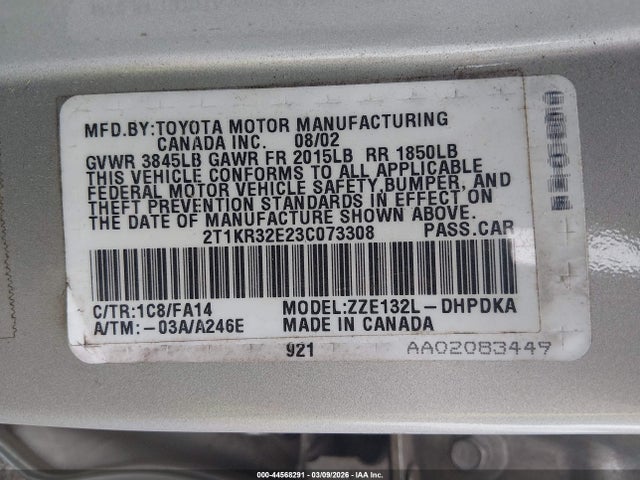 MFD.BY:TOYOTA MOTOR MANUFACTURING
CANADA INC. 08/02
GVWR 3845LB GAWR FR 2015LB RR 1850LB
THIS VEHICLE CONFORMS TO ALL APPLICABLE
FEDERAL MOTOR VEHICLE SAFETY,BUMPER, AND
THEFT PREVENTION STANDARDS IN EFFECT ON
THE DATE OF MANUFACTURE SHOWN ABOVE.
2T1KR32E23C073308 PASS.CAR
C/TR:1C8/FA14 MODEL:ZZE132L-DHPDKA
A/TM:-03A/A246E MADE IN CANADA
921 AA02083449
000-44568291 — 03/09/2026 — IAA Inc.